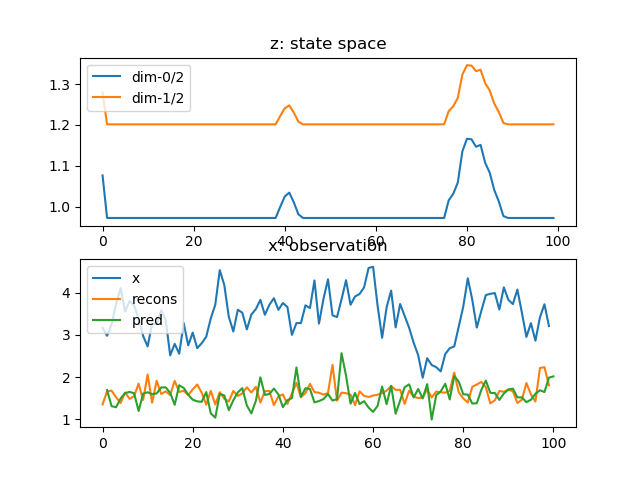 z: state space
dim-0/2
dim-1/2
1.3
1.2
1.1
1.0
0 20 40 60 80 100
x: observation
x
recons
pred
4
3
2
1
0 20 40 60 80 100